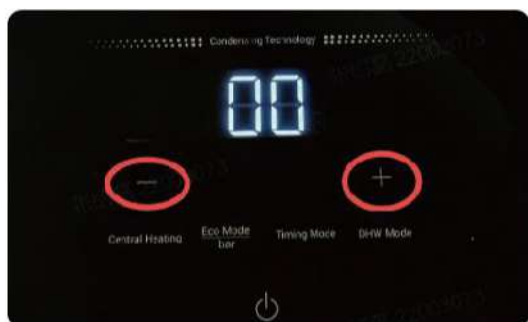 Condensing Technology
00
− +
Central Heating Eco Mode Timing Mode DHW Mode
bar